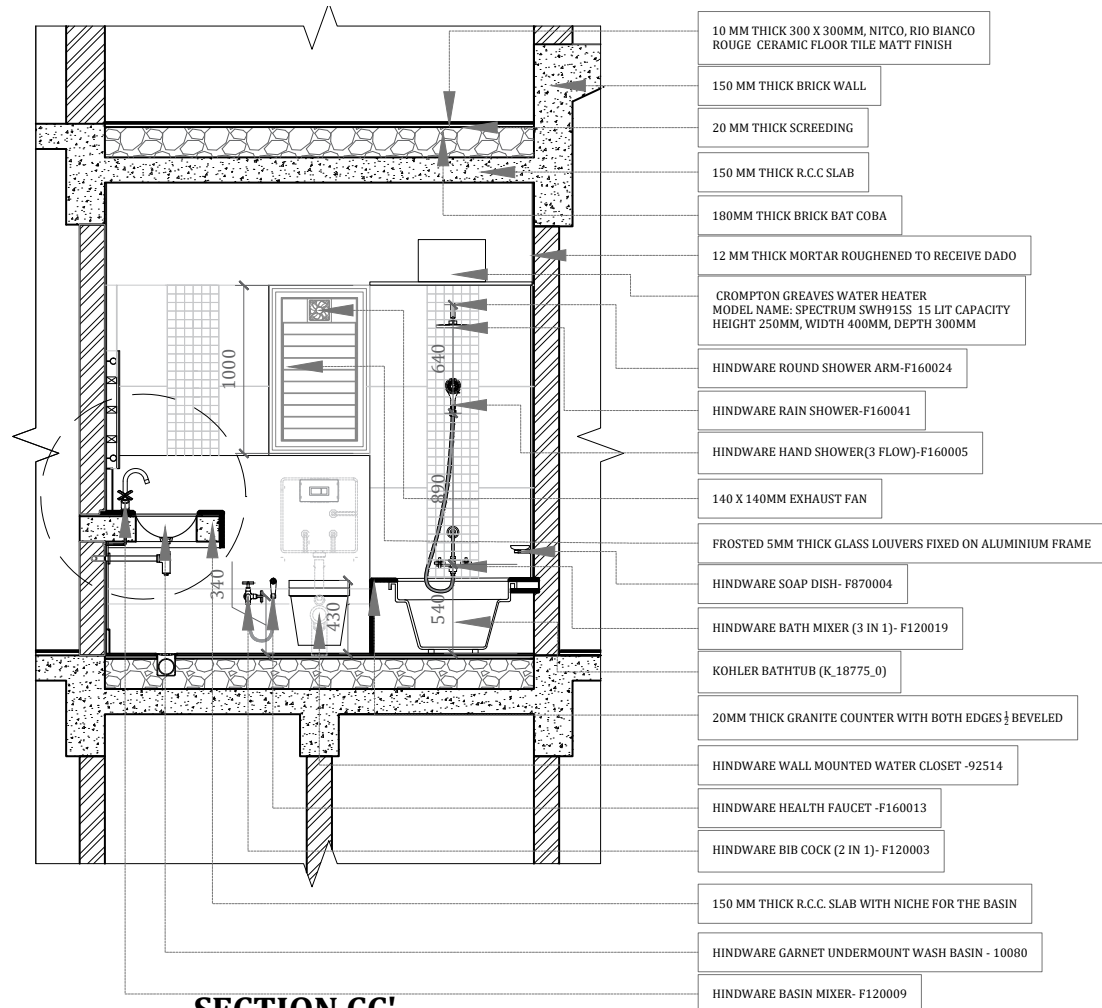 10 MM THICK 300 X 300MM, NITCO, RIO BIANCO
ROUGE CERAMIC FLOOR TILE MATT FINISH
150 MM THICK BRICK WALL
20 MM THICK SCREEDING
150 MM THICK R.C.C SLAB
180MM THICK BRICK BAT COBA
12 MM THICK MORTAR ROUGHENED TO RECEIVE DADO
CROMPTON GREAVES WATER HEATER
MODEL NAME: SPECTRUM SWH915S 15 LIT CAPACITY
HEIGHT 250MM, WIDTH 400MM, DEPTH 300MM
HINDWARE ROUND SHOWER ARM-F160024
HINDWARE RAIN SHOWER-F160041
HINDWARE HAND SHOWER(3 FLOW)-F160005
140 X 140MM EXHAUST FAN
FROSTED 5MM THICK GLASS LOUVERS FIXED ON ALUMINIUM FRAME
HINDWARE SOAP DISH- F870004
HINDWARE BATH MIXER (3 IN 1)- F120019
KOHLER BATHTUB (K_18775_0)
20MM THICK GRANITE COUNTER WITH BOTH EDGES ½ BEVELED
HINDWARE WALL MOUNTED WATER CLOSET -92514
HINDWARE HEALTH FAUCET -F160013
HINDWARE BIB COCK (2 IN 1)- F120003
150 MM THICK R.C.C. SLAB WITH NICHE FOR THE BASIN
HINDWARE GARNET UNDERMOUNT WASH BASIN - 10080
HINDWARE BASIN MIXER- F120009
1000
640
890
340
430
540
SECTION CC'